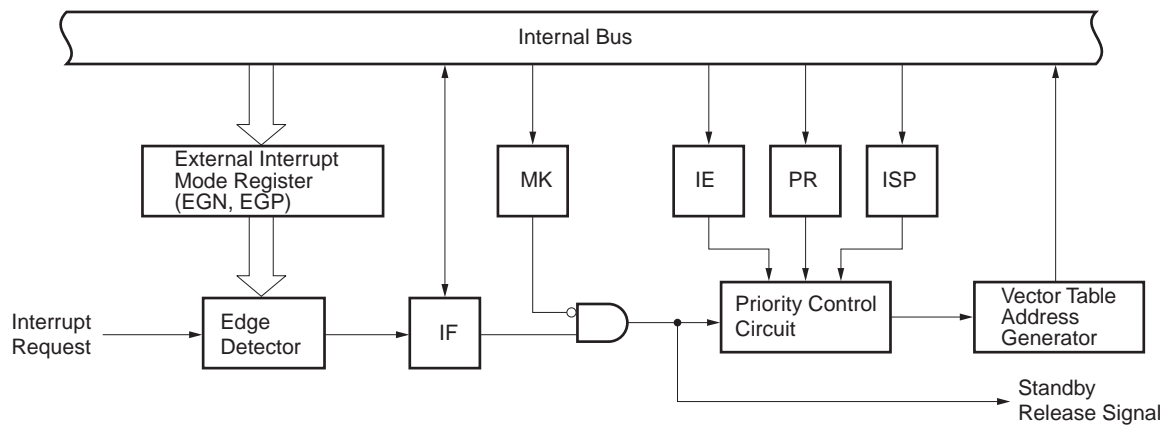 Internal Bus
External Interrupt
Mode Register
(EGN, EGP)
MK
IE
PR
ISP
Interrupt
Request
Edge
Detector
IF
Priority Control
Circuit
Vector Table
Address
Generator
Standby
Release Signal